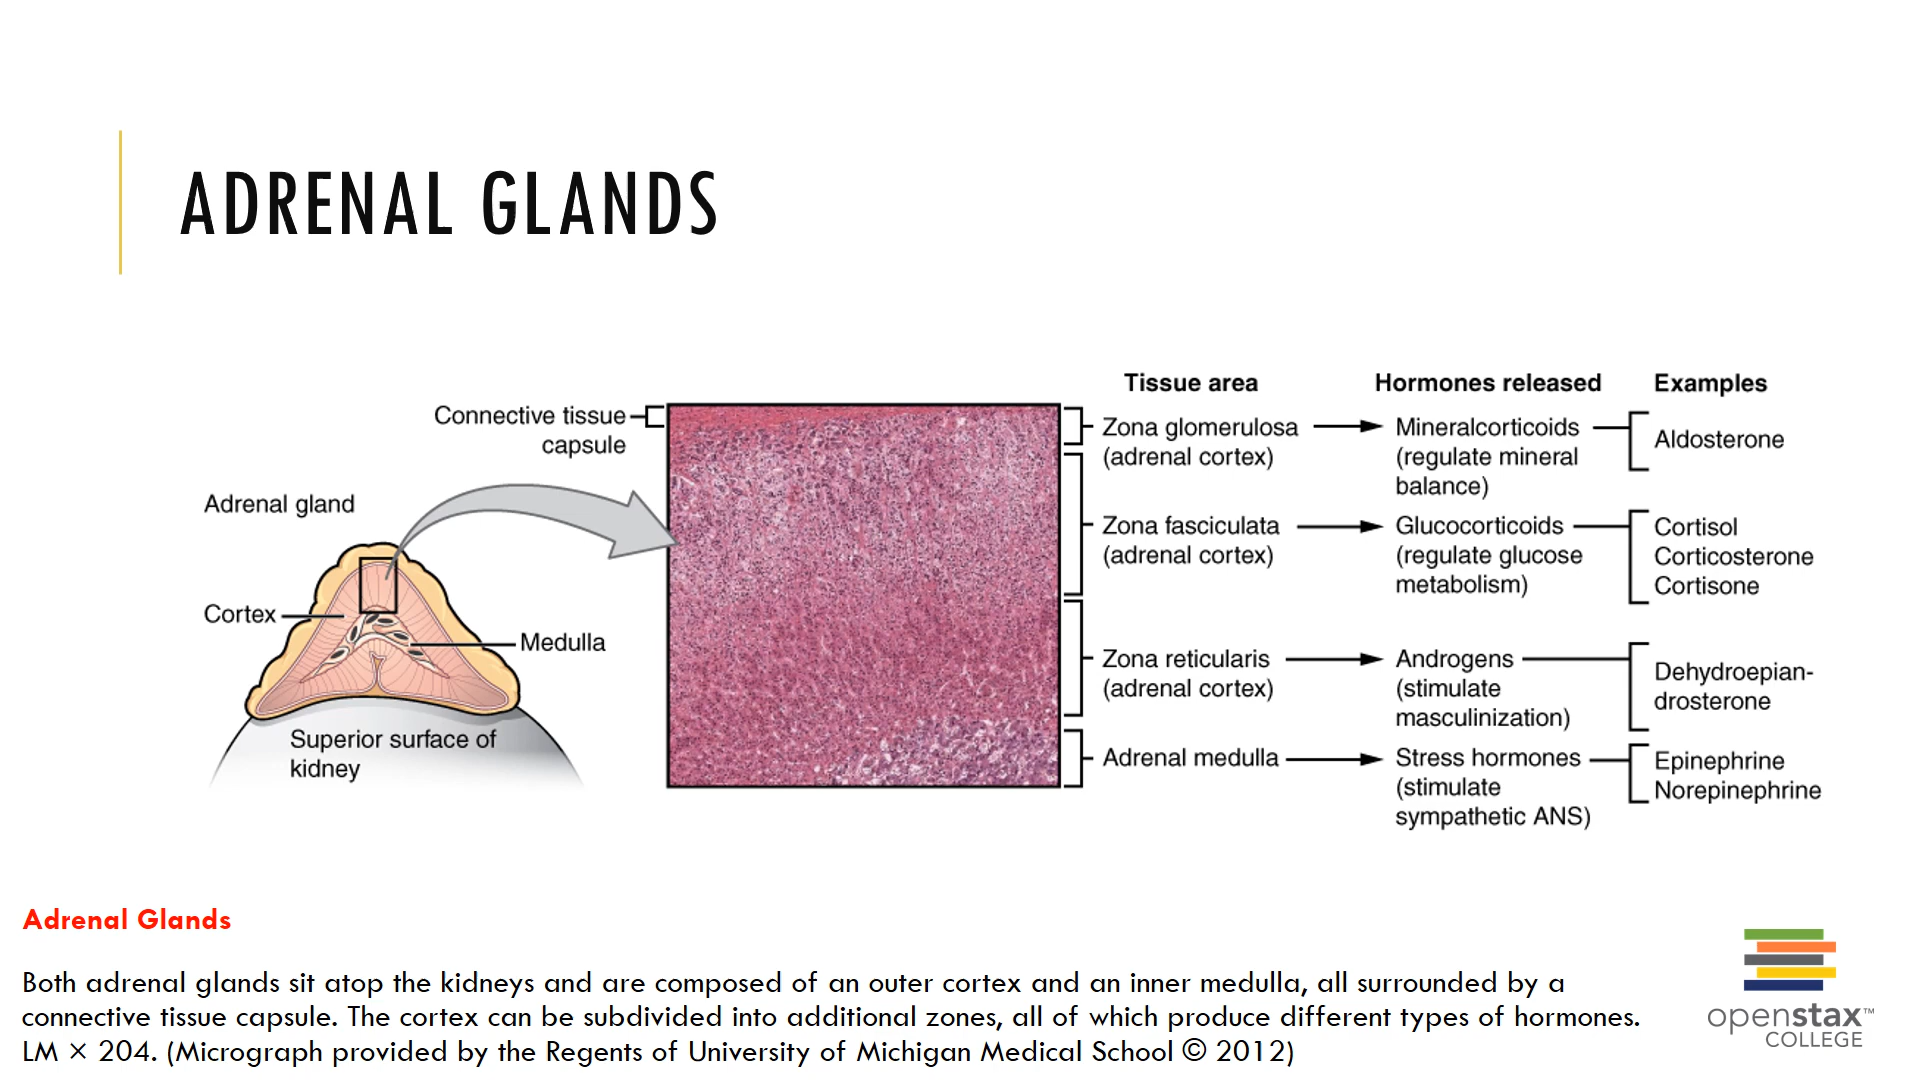 ADRENAL GLANDS
Connective tissue
capsule
Adrenal gland
Cortex
Medulla
Superior surface of
kidney
Tissue area
Hormones released
Examples
Zona glomerulosa
(adrenal cortex)
Mineralcorticoids
(regulate mineral
balance)
Aldosterone
Zona fasciculata
(adrenal cortex)
Glucocorticoids
(regulate glucose
metabolism)
Cortisol
Corticosterone
Cortisone
Zona reticularis
(adrenal cortex)
Androgens
(stimulate
masculinization)
Dehydroepian-
drosterone
Adrenal medulla
Stress hormones
(stimulate
sympathetic ANS)
Epinephrine
Norepinephrine
Adrenal Glands
Both adrenal glands sit atop the kidneys and are composed of an outer cortex and an inner medulla, all surrounded by a
connective tissue capsule. The cortex can be subdivided into additional zones, all of which produce different types of hormones.
LM × 204. (Micrograph provided by the Regents of University of Michigan Medical School © 2012)
openstax™
COLLEGE